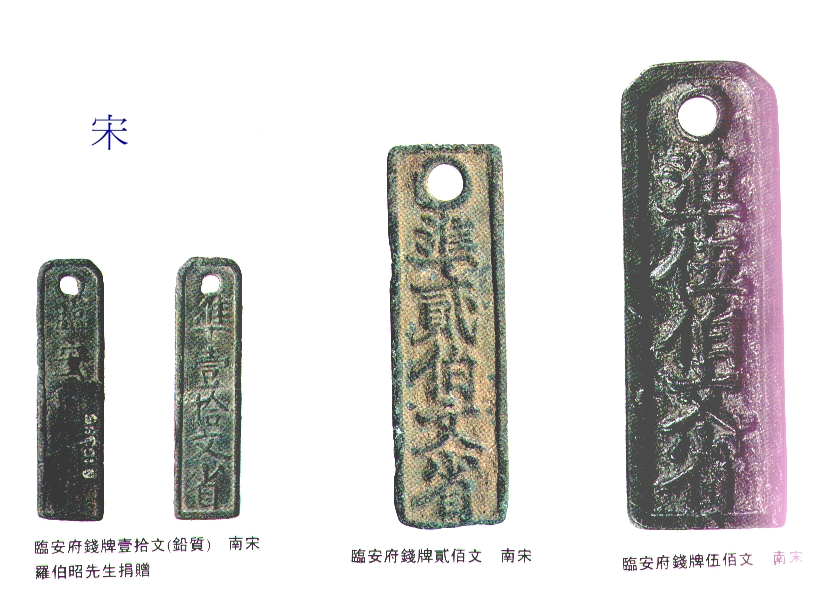 宋
準壹拾文省
準貳伯文省
準伍伯文省
臨安府錢牌壹拾文(鉛質) 南宋
羅伯昭先生捐贈
臨安府錢牌貳佰文 南宋
臨安府錢牌伍佰文 南宋